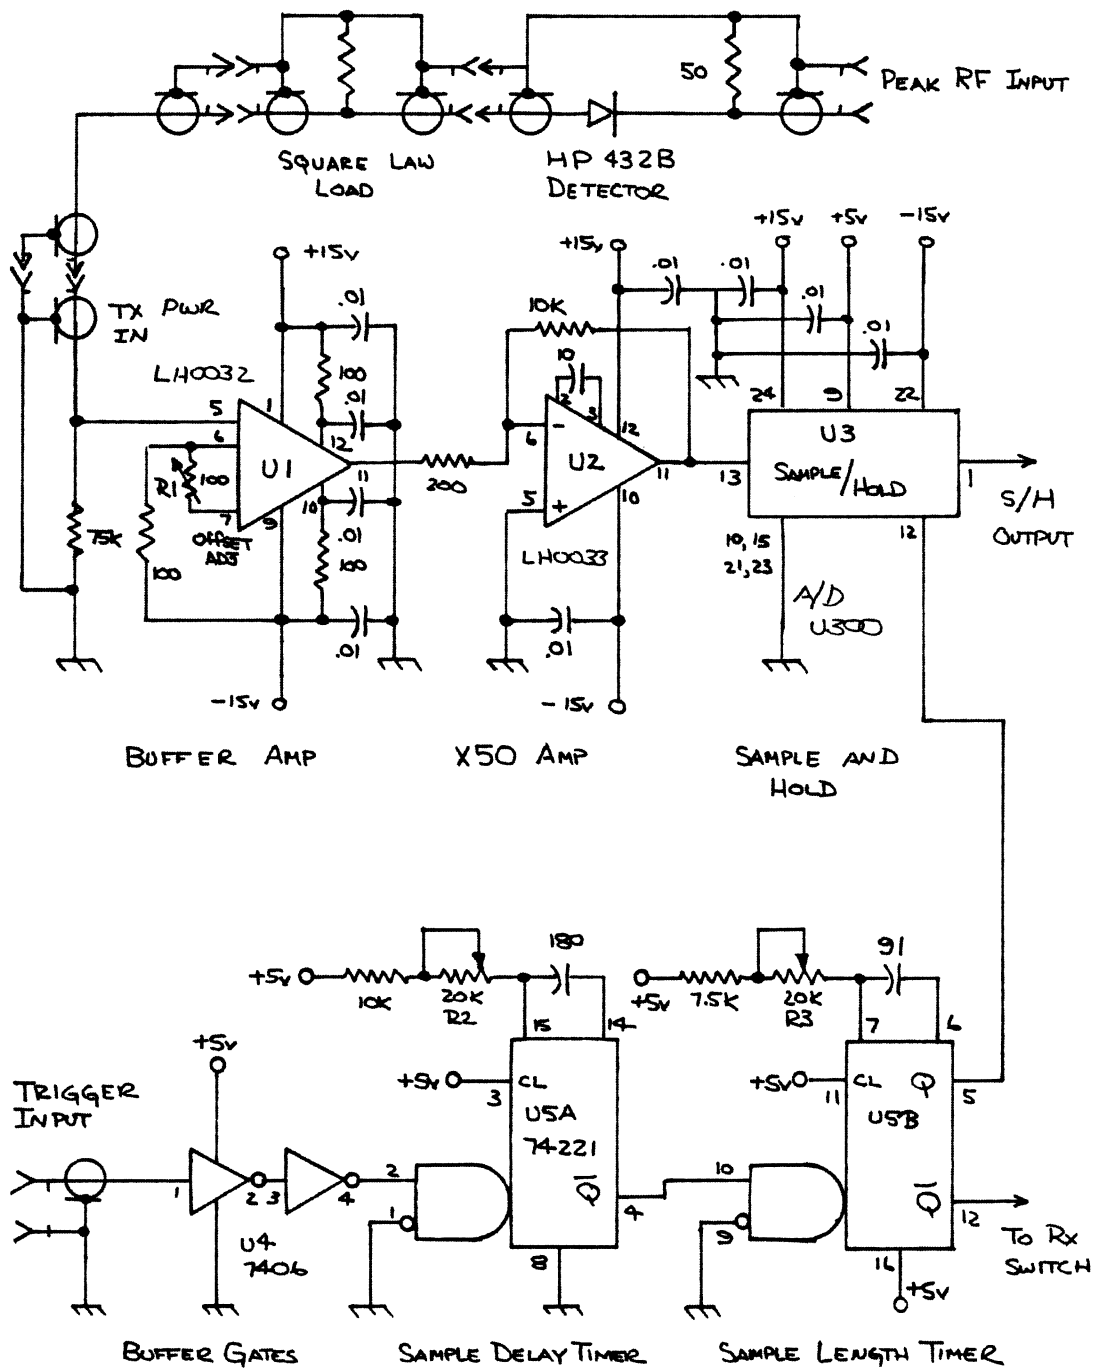 50
PEAK RF INPUT
SQUARE LAW
LOAD
HP 432B
DETECTOR
+15V
+5V
-15V
+15V
+15V
.01
.01
.01
.01
.01
TX PWR
IN
10K
10
LH0032
100
.01
24
9
22
5
1
2
3
6
12
-
6
12
U3
R1
100
U1
11
200
U2
11
13
SAMPLE/HOLD
1
7
9
10
5
+
10
S/H
OUTPUT
75K
OFFSET
ADJ
.01
LH0033
10, 15
21, 23
12
100
100
A/D
U300
.01
.01
-15V
-15V
BUFFER AMP
X50 AMP
SAMPLE AND
HOLD
180
91
+5V
10K
20K
R2
+5V
7.5K
20K
R3
15
14
7
6
+5V
+5V
3
CL
+5V
11
CL
Q
5
TRIGGER
INPUT
U5A
74221
U5B
1
2
3
4
2
Q̅
4
10
Q̅
12
1
9
TO RX
SWITCH
U4
7406
8
16
+5V
BUFFER GATES
SAMPLE DELAY TIMER
SAMPLE LENGTH TIMER